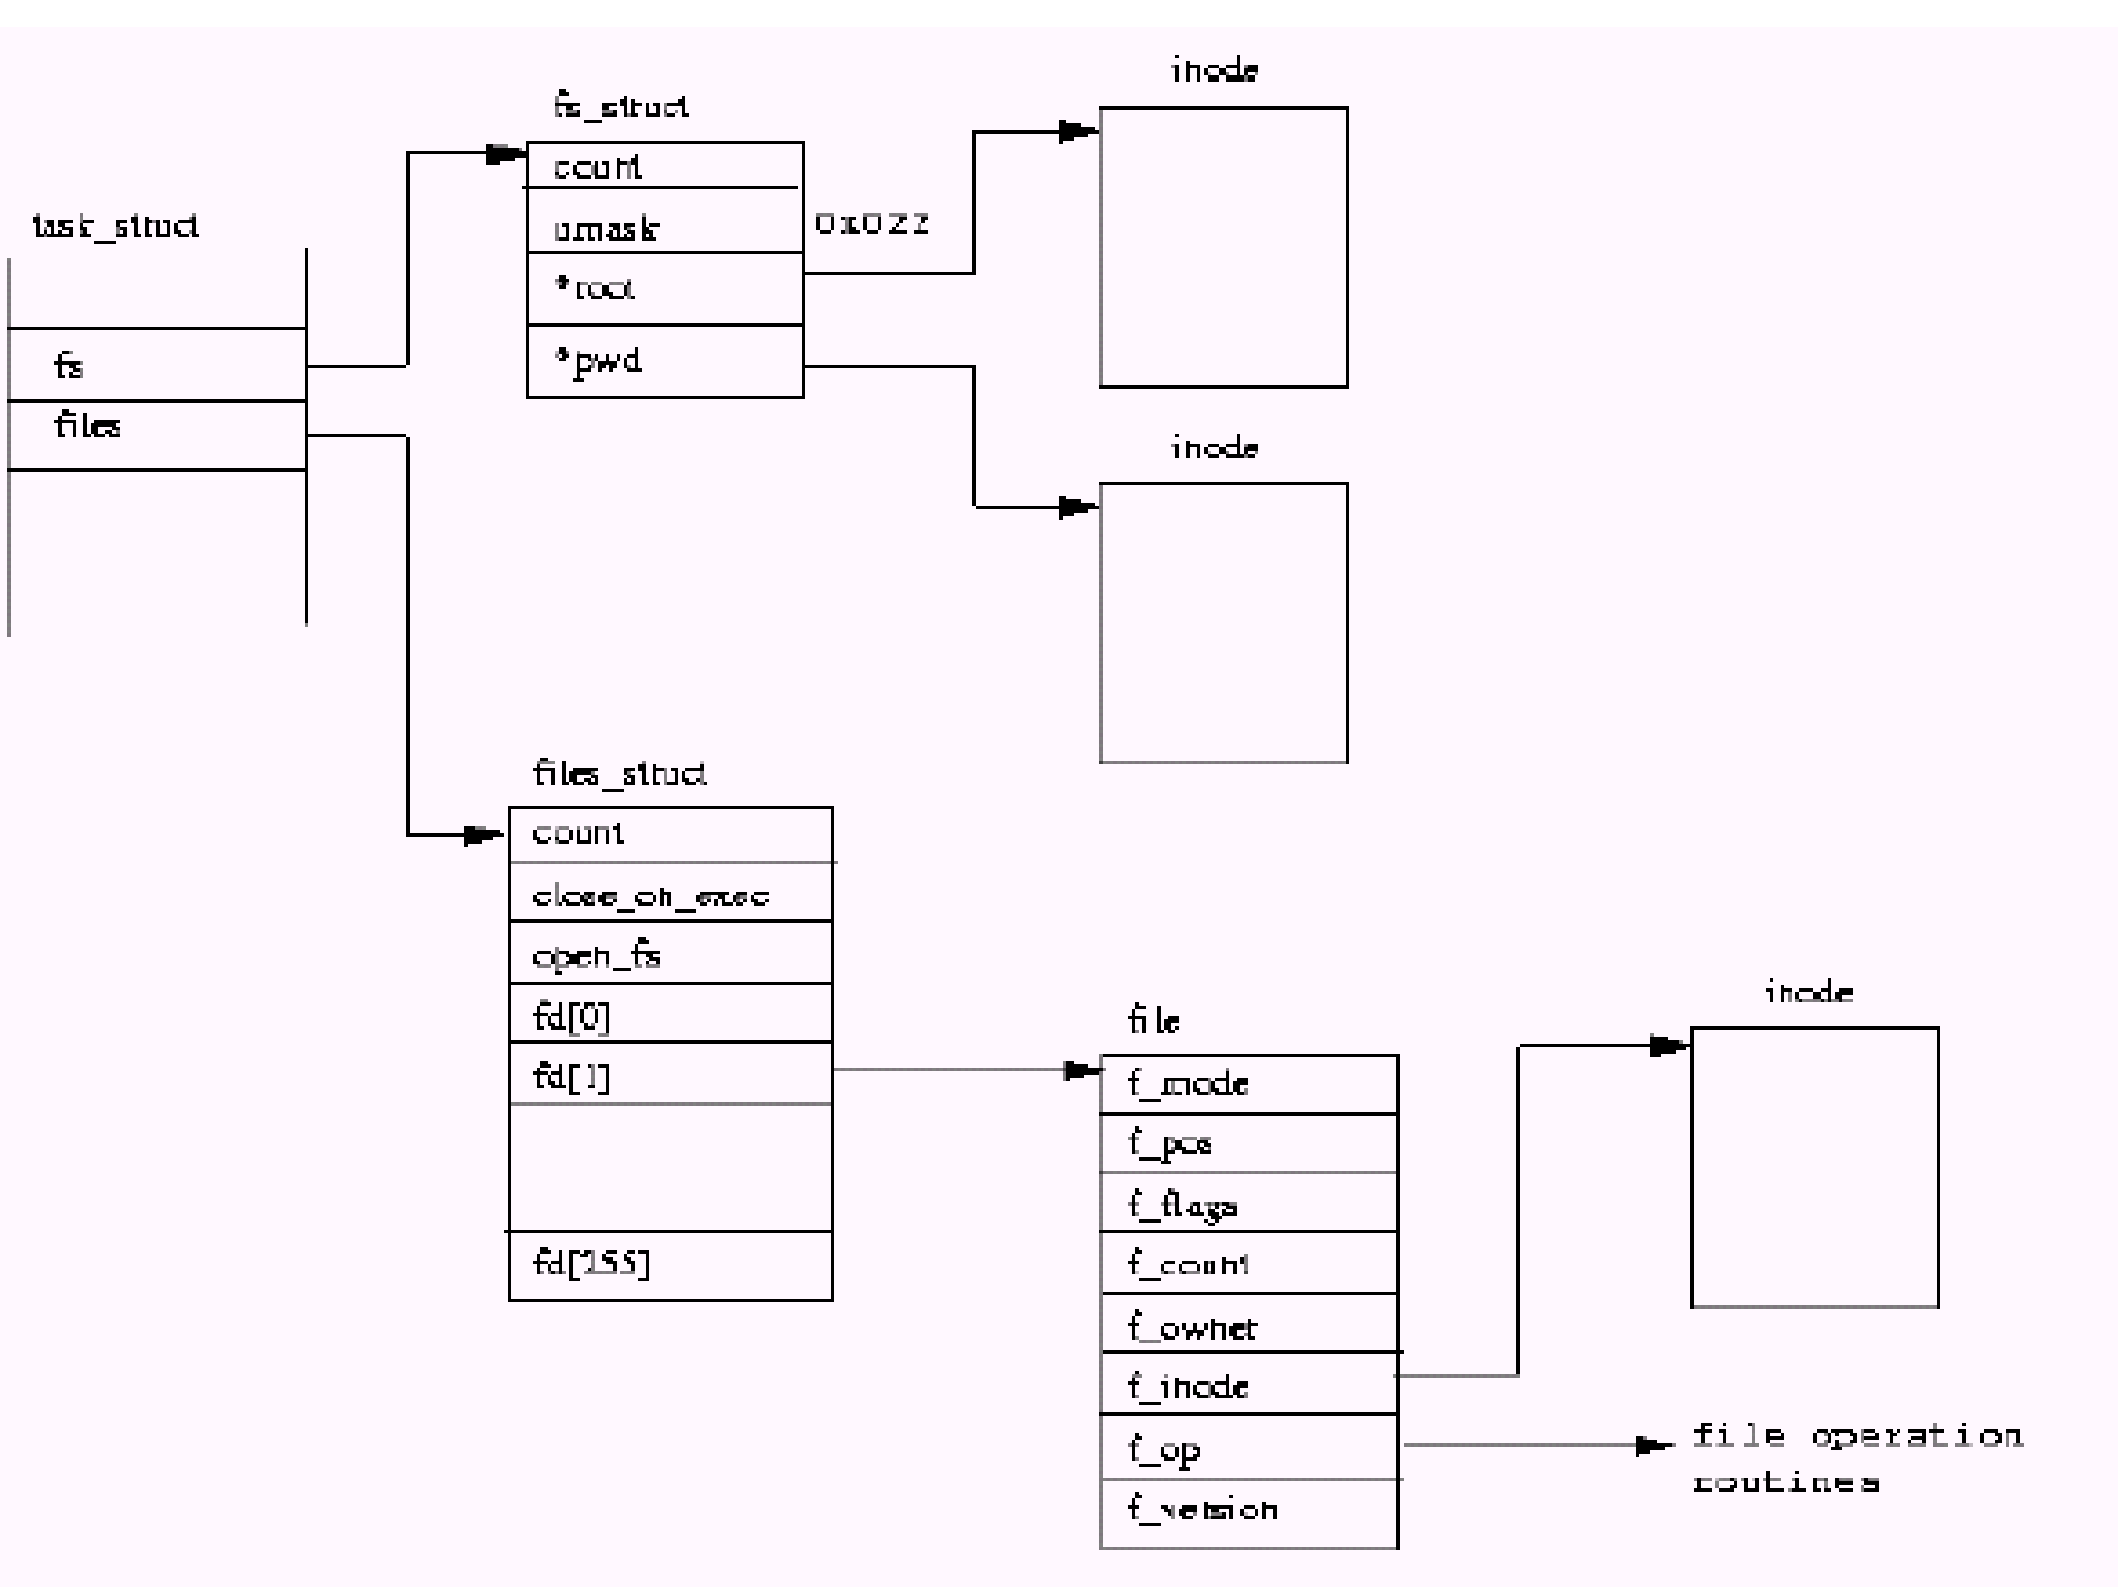 inode
fs_struct
count
task_struct
umask
0x022
*root
*pwd
fs
files
inode
files_struct
count
close_on_exec
open_fs
fd[0]
fd[1]
fd[255]
file
f_mode
f_pos
f_flags
f_count
f_owner
f_inode
f_op
f_version
inode
file operation
routines